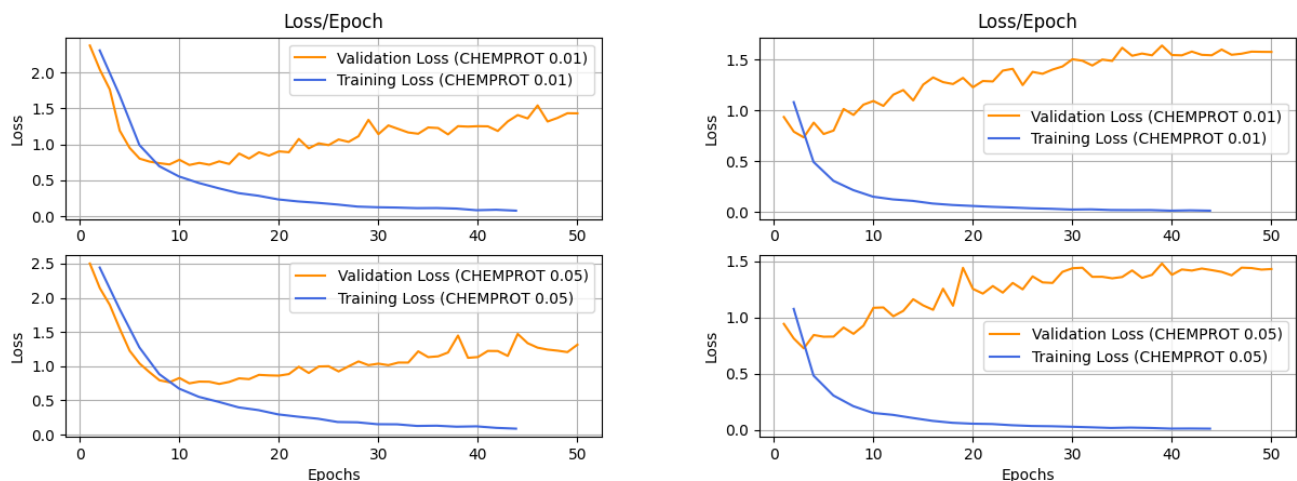 Loss/Epoch
Loss
2.0
1.5
1.0
0.5
0.0
Validation Loss (CHEMPROT 0.01)
Training Loss (CHEMPROT 0.01)
0 10 20 30 40 50
Loss
2.5
2.0
1.5
1.0
0.5
0.0
Validation Loss (CHEMPROT 0.05)
Training Loss (CHEMPROT 0.05)
0 10 20 30 40 50
Epochs
Loss/Epoch
Loss
1.5
1.0
0.5
0.0
Validation Loss (CHEMPROT 0.01)
Training Loss (CHEMPROT 0.01)
0 10 20 30 40 50
Loss
1.5
1.0
0.5
0.0
Validation Loss (CHEMPROT 0.05)
Training Loss (CHEMPROT 0.05)
0 10 20 30 40 50
Epochs